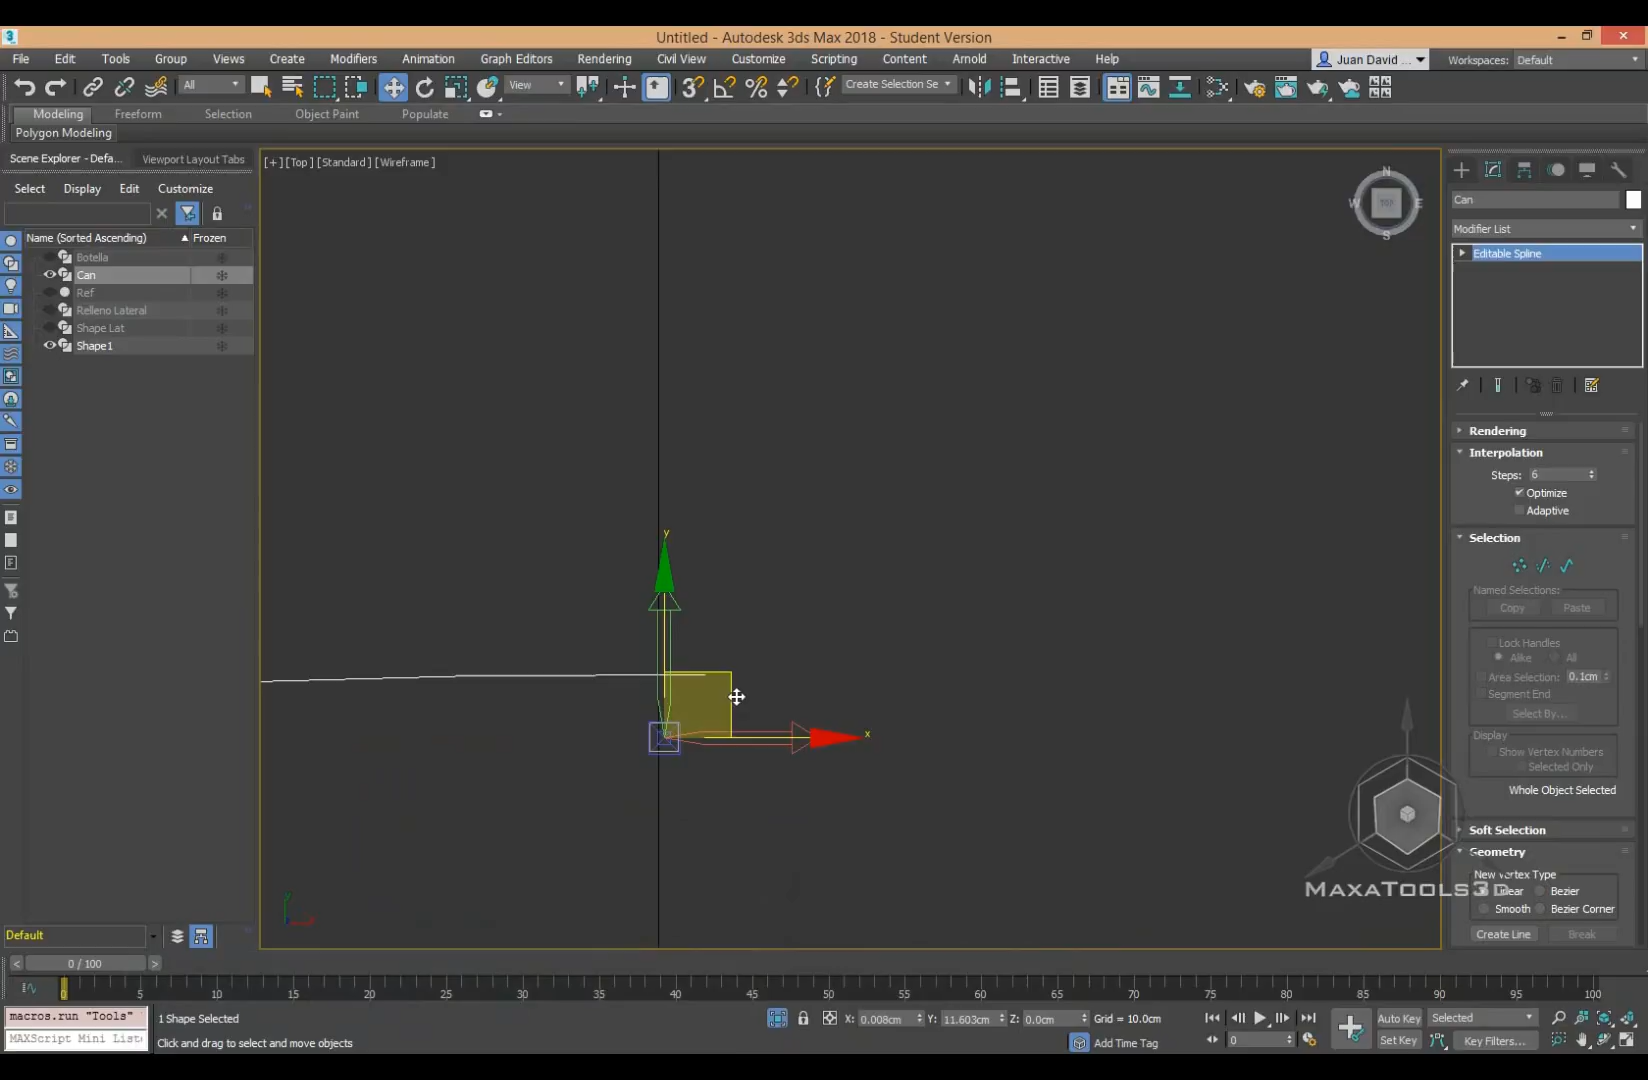 Untitled - Autodesk 3ds Max 2018 - Student Version
File Edit Tools Group Views Create Modifiers Animation Graph Editors Rendering Civil View Customize Scripting Content Arnold Interactive Help Juan David ... Workspaces: Default
All View Create Selection Se
Modeling Freeform Selection Object Paint Populate
Polygon Modeling
Scene Explorer - Defa... Viewport Layout Tabs
[+] [Top] [Standard] [Wireframe]
Select Display Edit Customize
Name (Sorted Ascending) Frozen
Botella
Can
Ref
Relleno Lateral
Shape Lat
Shape1
N
W TOP E
S
y
x
Can
Modifier List
Editable Spline
Rendering
Interpolation
Steps: 6
Optimize
Adaptive
Selection
Named Selections:
Copy Paste
Lock Handles
Alike All
Area Selection: 0.1cm
Segment End
Select By...
Display
Show Vertex Numbers
Selected Only
Whole Object Selected
Soft Selection
Geometry
New Vertex Type
Linear Bezier
Smooth Bezier Corner
Create Line Break
MaxaTools3D
Default
< 0 / 100 >
0 5 10 15 20 25 30 35 40 45 50 55 60 65 70 75 80 85 90 95 100
macros.run "Tools" 1 Shape Selected X: 0.008cm Y: 11.603cm Z: 0.0cm Grid = 10.0cm Auto Key Selected
MAXScript Mini List Click and drag to select and move objects Add Time Tag 0 Set Key Key Filters...